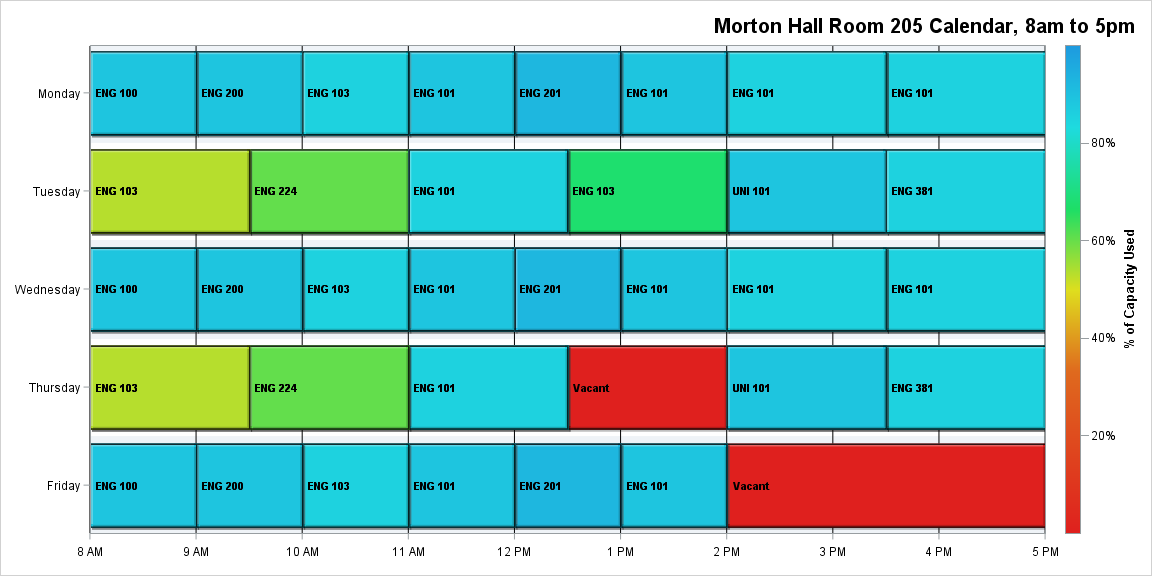 Morton Hall Room 205 Calendar, 8am to 5pm
Monday
ENG 100
ENG 200
ENG 103
ENG 101
ENG 201
ENG 101
ENG 101
ENG 101
Tuesday
ENG 103
ENG 224
ENG 101
ENG 103
UNI 101
ENG 381
Wednesday
ENG 100
ENG 200
ENG 103
ENG 101
ENG 201
ENG 101
ENG 101
ENG 101
Thursday
ENG 103
ENG 224
ENG 101
Vacant
UNI 101
ENG 381
Friday
ENG 100
ENG 200
ENG 103
ENG 101
ENG 201
ENG 101
Vacant
8 AM
9 AM
10 AM
11 AM
12 PM
1 PM
2 PM
3 PM
4 PM
5 PM
80%
60%
40%
20%
% of Capacity Used